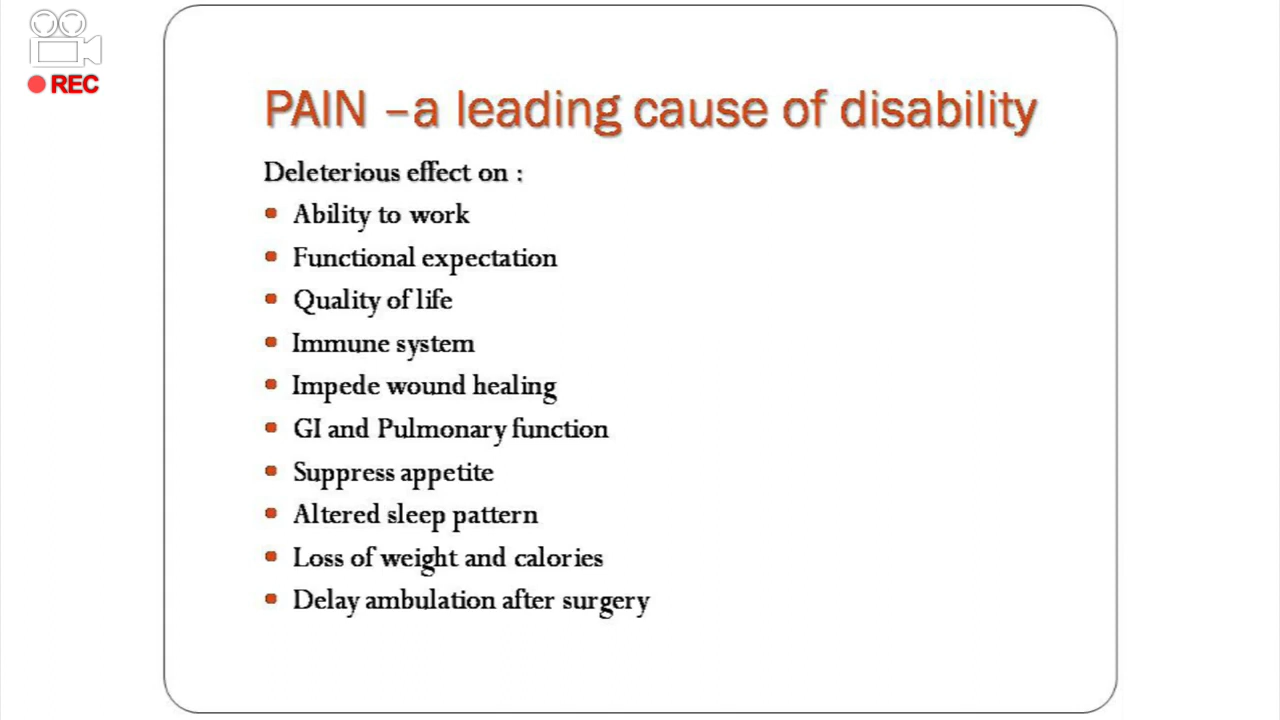 REC
PAIN –a leading cause of disability
Deleterious effect on :
Ability to work
Functional expectation
Quality of life
Immune system
Impede wound healing
GI and Pulmonary function
Suppress appetite
Altered sleep pattern
Loss of weight and calories
Delay ambulation after surgery